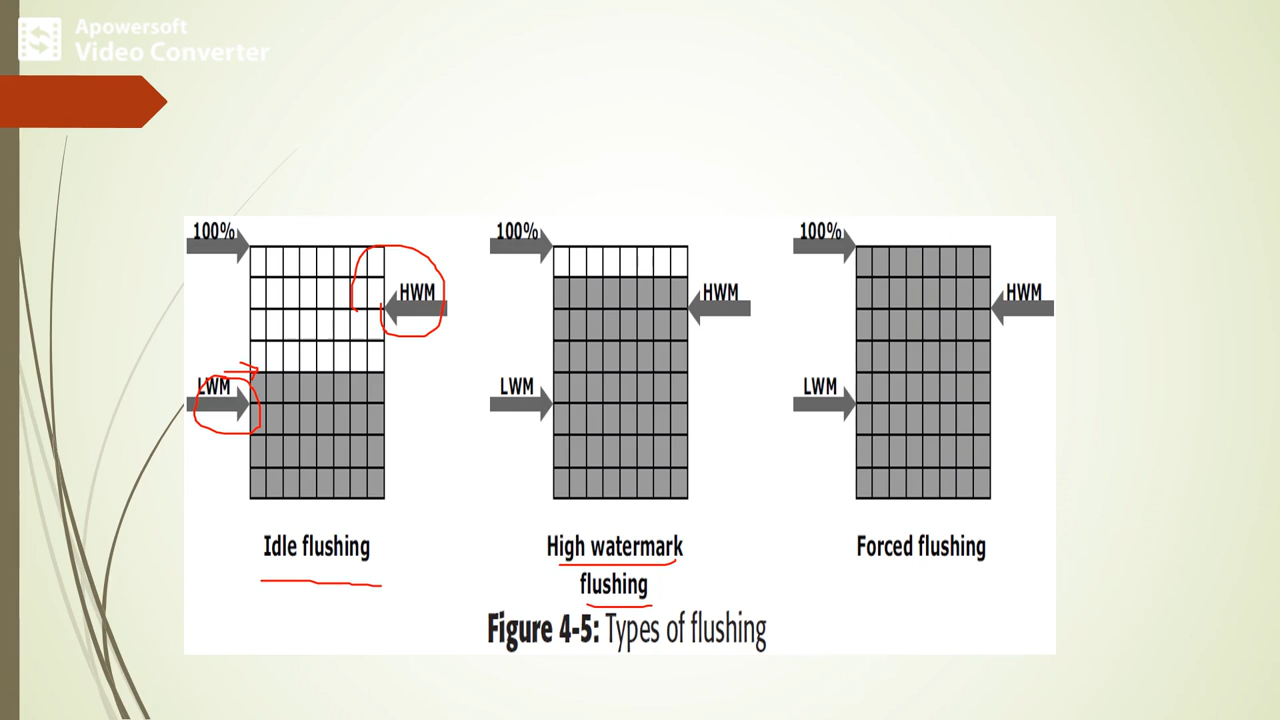 Apowersoft
Video Converter
100%
HWM
LWM
Idle flushing
100%
HWM
LWM
High watermark
flushing
100%
HWM
LWM
Forced flushing
Figure 4-5: Types of flushing